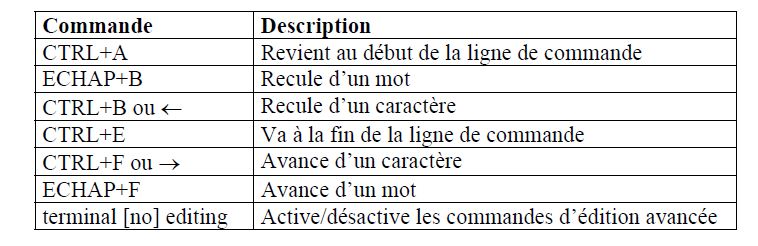 Commande Description
CTRL+A Revient au début de la ligne de commande
ECHAP+B Recule d’un mot
CTRL+B ou ← Recule d’un caractère
CTRL+E Va à la fin de la ligne de commande
CTRL+F ou → Avance d’un caractère
ECHAP+F Avance d’un mot
terminal [no] editing Active/désactive les commandes d’édition avancée